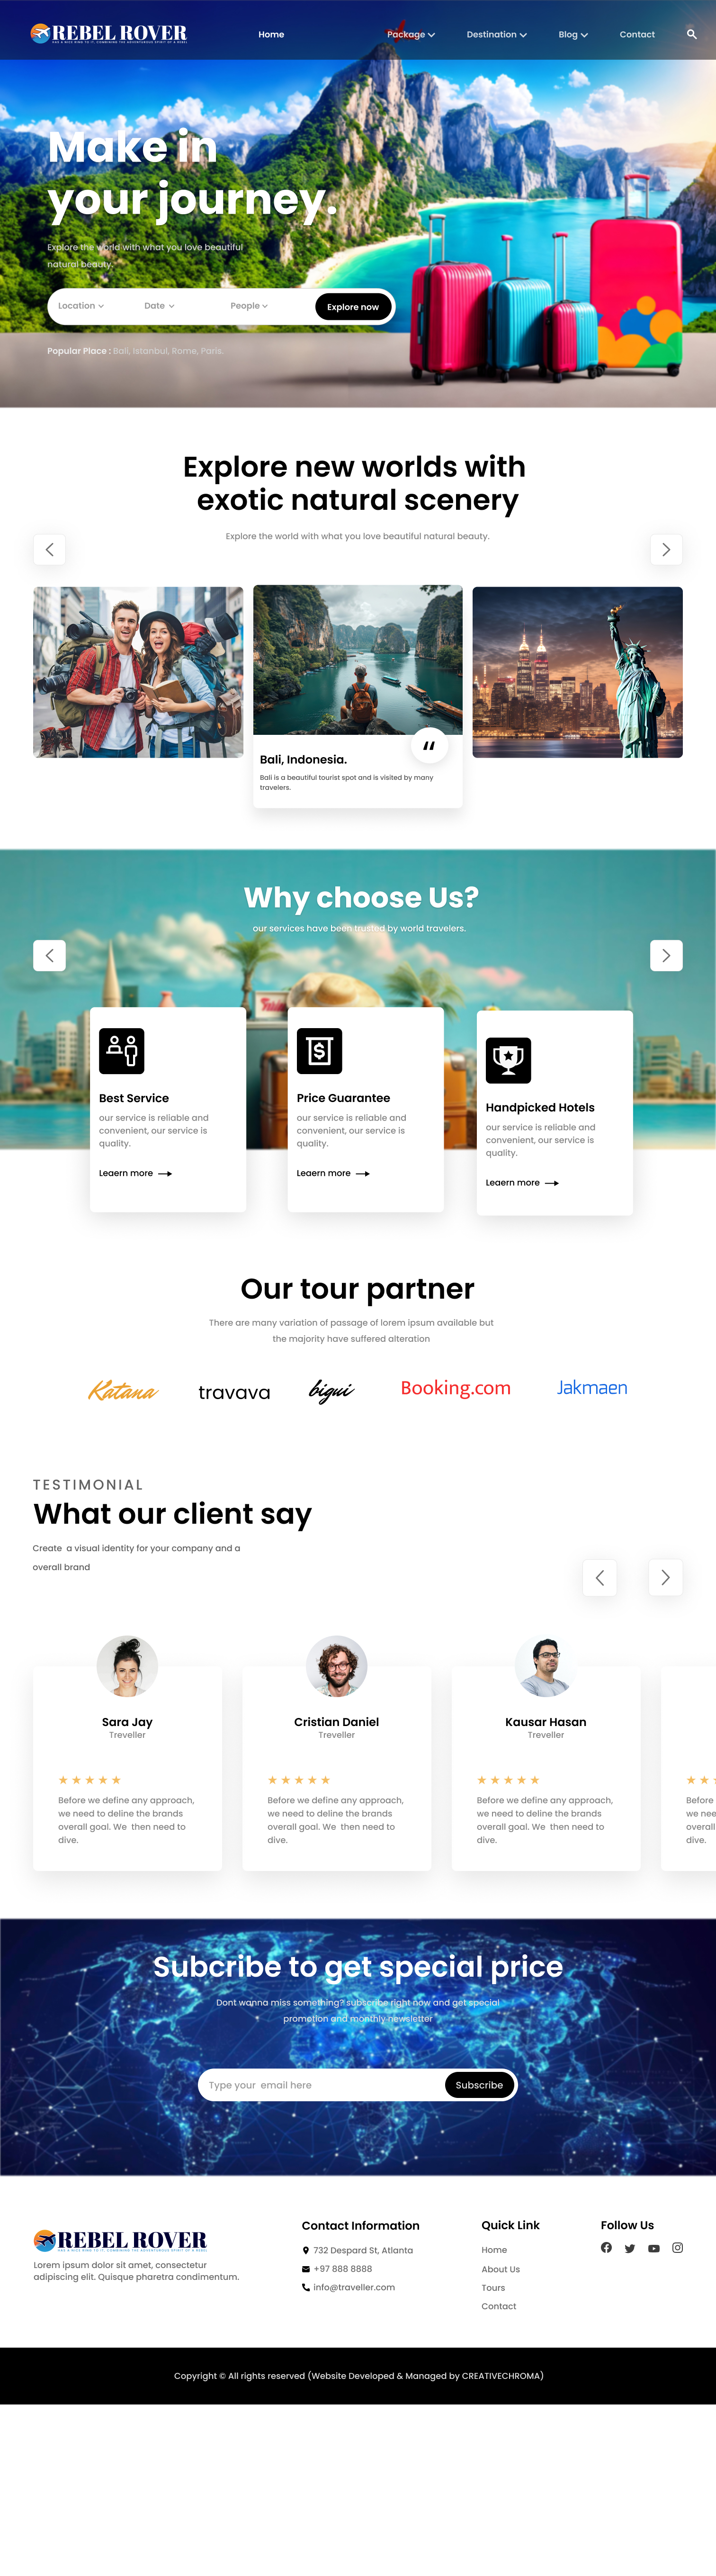 REBEL ROVER
Home
Package
Destination
Blog
Contact
Make in
your journey.
Explore the world with what you love beautiful
natural beauty.
Location
Date
People
Explore now
Popular Place : Bali, Istanbul, Rome, Paris.
Explore new worlds with
exotic natural scenery
Explore the world with what you love beautiful natural beauty.
Bali, Indonesia.
Bali is a beautiful tourist spot and is visited by many
travelers.
Why choose Us?
our services have been trusted by world travelers.
Best Service
our service is reliable and
convenient, our service is
quality.
Leaern more
Price Guarantee
our service is reliable and
convenient, our service is
quality.
Leaern more
Handpicked Hotels
our service is reliable and
convenient, our service is
quality.
Leaern more
Our tour partner
There are many variation of passage of lorem ipsum available but
the majority have suffered alteration
Katana
travava
bigui
Booking.com
Jakmaen
TESTIMONIAL
What our client say
Create a visual identity for your company and a
overall brand
Sara Jay
Treveller
Before we define any approach,
we need to deline the brands
overall goal. We then need to
dive.
Cristian Daniel
Treveller
Before we define any approach,
we need to deline the brands
overall goal. We then need to
dive.
Kausar Hasan
Treveller
Before we define any approach,
we need to deline the brands
overall goal. We then need to
dive.
Before
we nee
overall
dive.
Subcribe to get special price
Dont wanna miss something? subscribe right now and get special
promotion and monthly newsletter
Type your email here
Subscribe
REBEL ROVER
Lorem ipsum dolor sit amet, consectetur
adipiscing elit. Quisque pharetra condimentum.
Contact Information
732 Despard St, Atlanta
+97 888 8888
info@traveller.com
Quick Link
Home
About Us
Tours
Contact
Follow Us
Copyright © All rights reserved (Website Developed & Managed by CREATIVECHROMA)